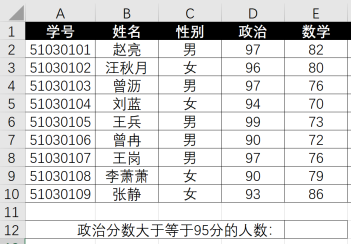 A B C D E
1 学号 姓名 性别 政治 数学
2 51030101 赵亮 男 97 82
3 51030102 汪秋月 女 96 80
4 51030103 曾沥 男 97 76
5 51030104 刘蓝 女 94 70
6 51030105 王兵 男 99 73
7 51030106 曾冉 男 90 72
8 51030107 王岗 男 97 76
9 51030108 李萧萧 女 90 79
10 51030109 张静 女 93 86
11
12 政治分数大于等于95分的人数: